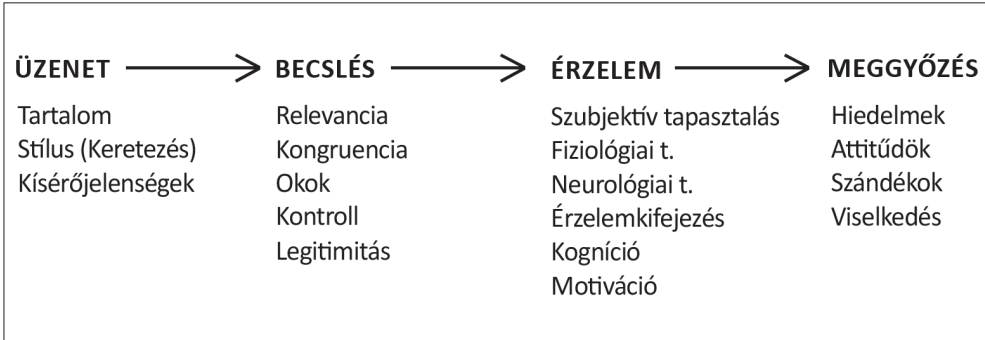 ÜZENET BECSLÉS ÉRZELEM MEGGYŐZÉS
Tartalom Relevancia Szubjektív tapasztalás Hiedelmek
Stílus (Keretezés) Kongruencia Fiziológiai t. Attitűdök
Kísérőjelenségek Okok Neurológiai t. Szándékok
Kontroll Érzelemkifejezés Viselkedés
Legitimitás Kogníció
Motiváció